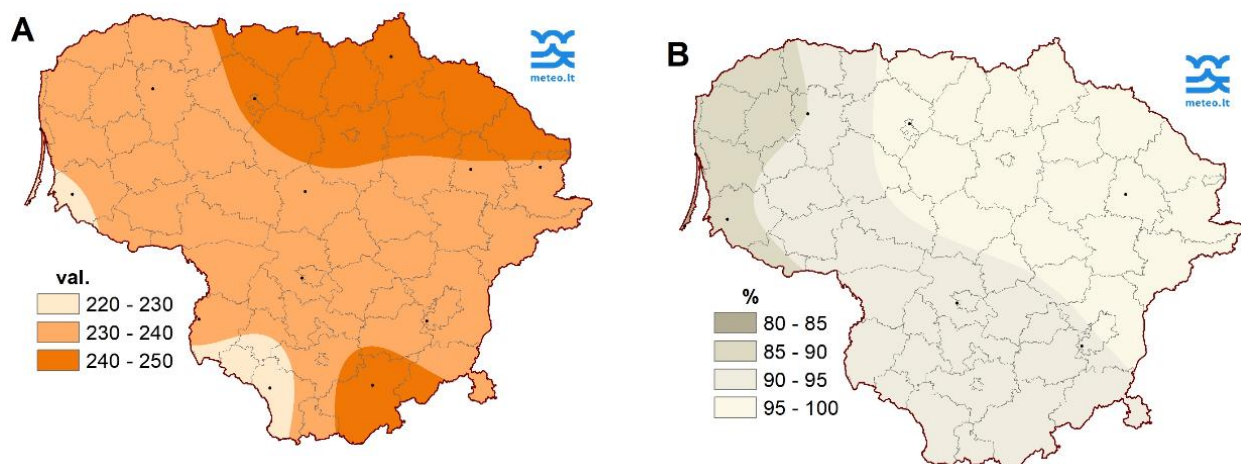 A
meteo.lt
val.
220 - 230
230 - 240
240 - 250
B
meteo.lt
%
80 - 85
85 - 90
90 - 95
95 - 100